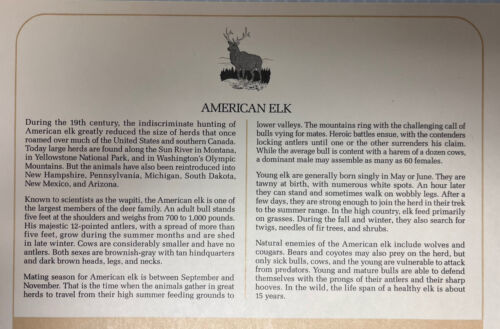 AMERICAN ELK
During the 19th century, the indiscriminate hunting of
American elk greatly reduced the size of herds that once
roamed over much of the United States and southern Canada.
Today large herds are found along the Sun River in Montana,
in Yellowstone National Park, and in Washington's Olympic
Mountains. But the animals have also been reintroduced into
New Hampshire, Pennsylvania, Michigan, South Dakota,
New Mexico, and Arizona.
Known to scientists as the wapiti, the American elk is one of
the largest members of the deer family. An adult bull stands
five feet at the shoulders and weighs from 700 to 1,000 pounds.
His majestic 12-pointed antlers, with a spread of more than
five feet, grow during the summer months and are shed
in late winter. Cows are considerably smaller and have no
antlers. Both sexes are brownish-gray with tan hindquarters
and dark brown heads, legs, and necks.
Mating season for American elk is between September and
November. That is the time when the animals gather in great
herds to travel from their high summer feeding grounds to
lower valleys. The mountains ring with the challenging call of
bulls vying for mates. Heroic battles ensue, with the contenders
locking antlers until one or the other surrenders his claim.
While the average bull is content with a harem of a dozen cows,
a dominant male may assemble as many as 60 females.
Young elk are generally born singly in May or June. They are
tawny at birth, with numerous white spots. An hour later
they can stand and sometimes walk on wobbly legs. After a
few days, they are strong enough to join the herd in their trek
to the summer range. In the high country, elk feed primarily
on grasses. During the fall and winter, they also search for
twigs, needles of fir trees, and shrubs.
Natural enemies of the American elk include wolves and
cougars. Bears and coyotes may also prey on the herd, but
only sick bulls, cows, and the young are vulnerable to attack
from predators. Young and mature bulls are able to defend
themselves with the prongs of their antlers and their sharp
hooves. In the wild, the life span of a healthy elk is about
15 years.